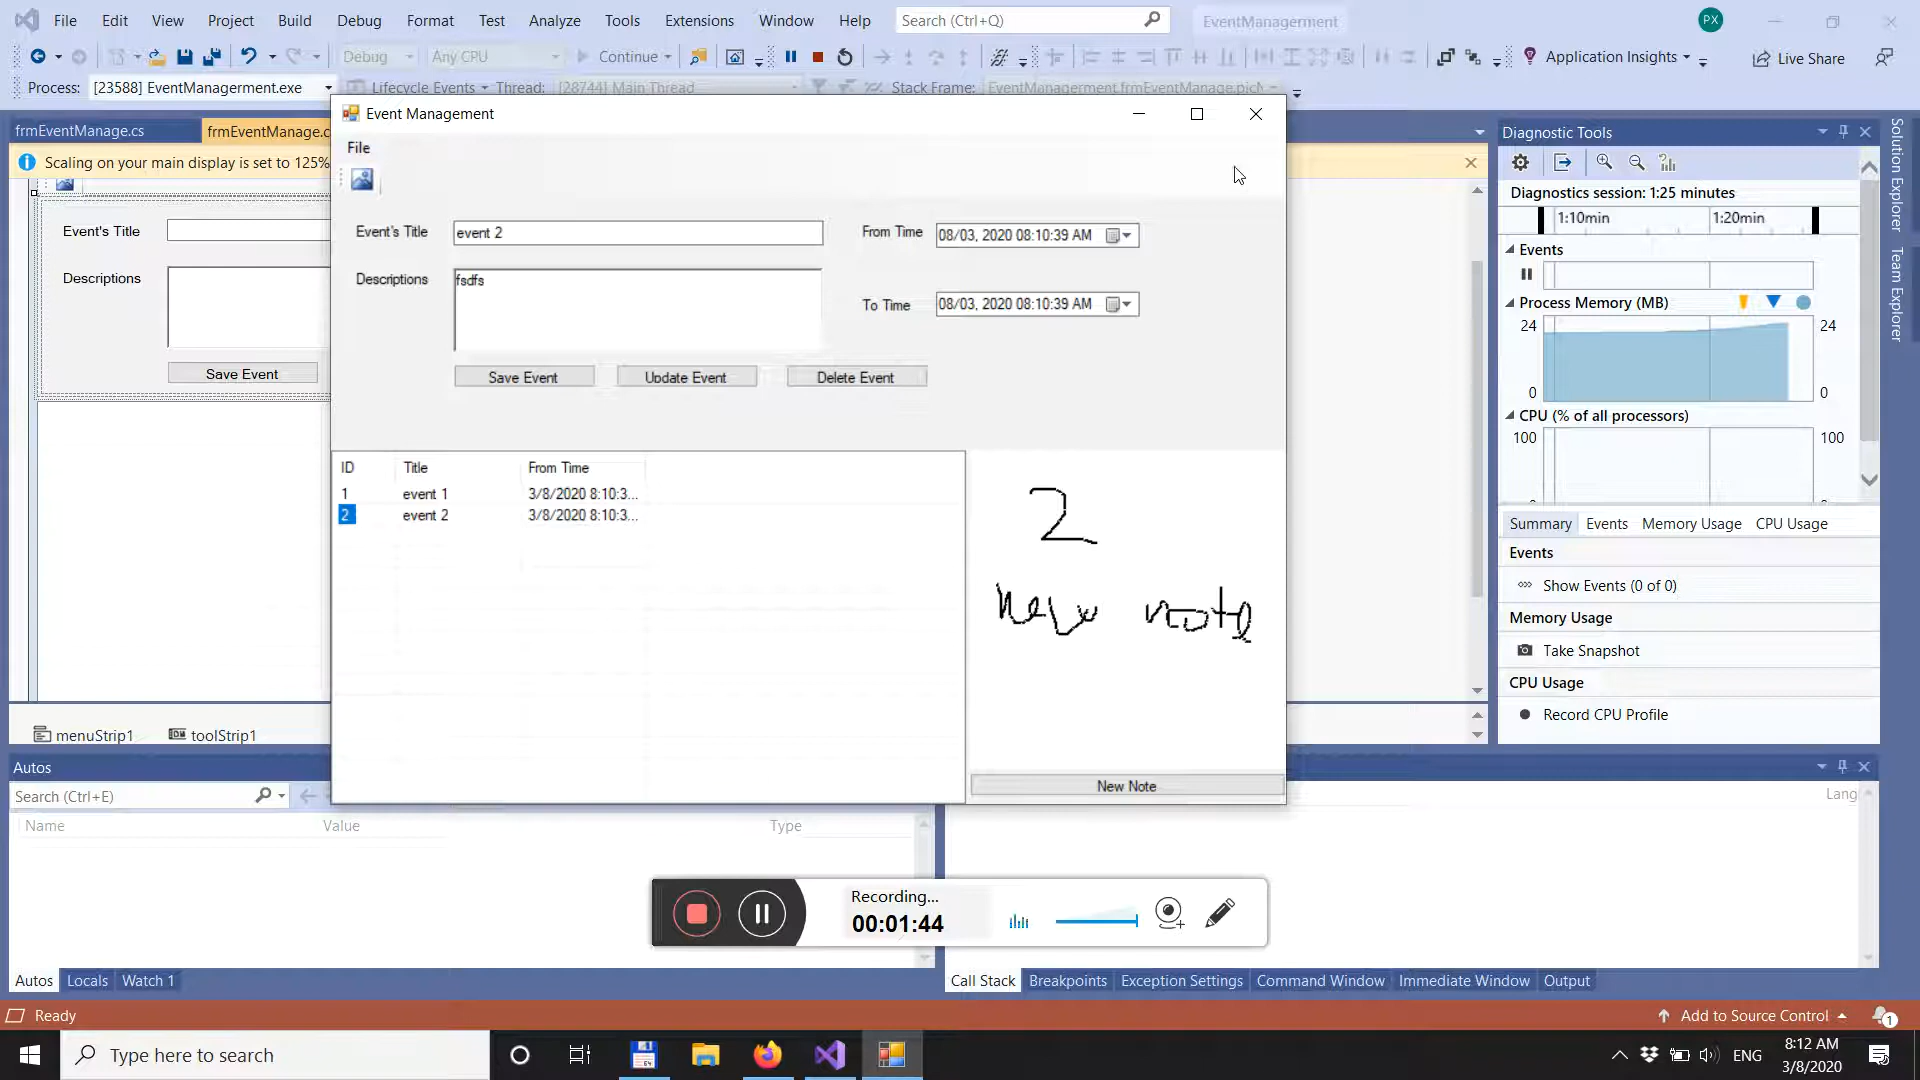 File Edit View Project Build Debug Format Test Analyze Tools Extensions Window Help Search (Ctrl+Q) EventManagerment PX
Debug Any CPU Continue Application Insights Live Share
Process: [23588] EventManagerment.exe Lifecycle Events Thread: [28744] Main Thread Stack Frame: EventManagerment.frmEventManage.pich
frmEventManage.cs frmEventManage.c
Scaling on your main display is set to 125%
Event's Title
Descriptions
Save Event
menuStrip1 toolStrip1
Event Management
File
Event's Title event 2 From Time 08/03, 2020 08:10:39 AM
Descriptions fsdfs
To Time 08/03, 2020 08:10:39 AM
Save Event Update Event Delete Event
ID Title From Time
1 event 1 3/8/2020 8:10:3...
2 event 2 3/8/2020 8:10:3...
2
new note
New Note
Diagnostic Tools
Diagnostics session: 1:25 minutes
1:10min 1:20min
Events
Process Memory (MB)
24 24
0 0
CPU (% of all processors)
100 100
Summary Events Memory Usage CPU Usage
Events
Show Events (0 of 0)
Memory Usage
Take Snapshot
CPU Usage
Record CPU Profile
Solution Explorer
Team Explorer
Autos
Search (Ctrl+E)
Name Value Type
Lang
Recording...
00:01:44
Autos Locals Watch 1
Call Stack Breakpoints Exception Settings Command Window Immediate Window Output
Ready Add to Source Control 1
Type here to search
64
ENG
8:12 AM
3/8/2020